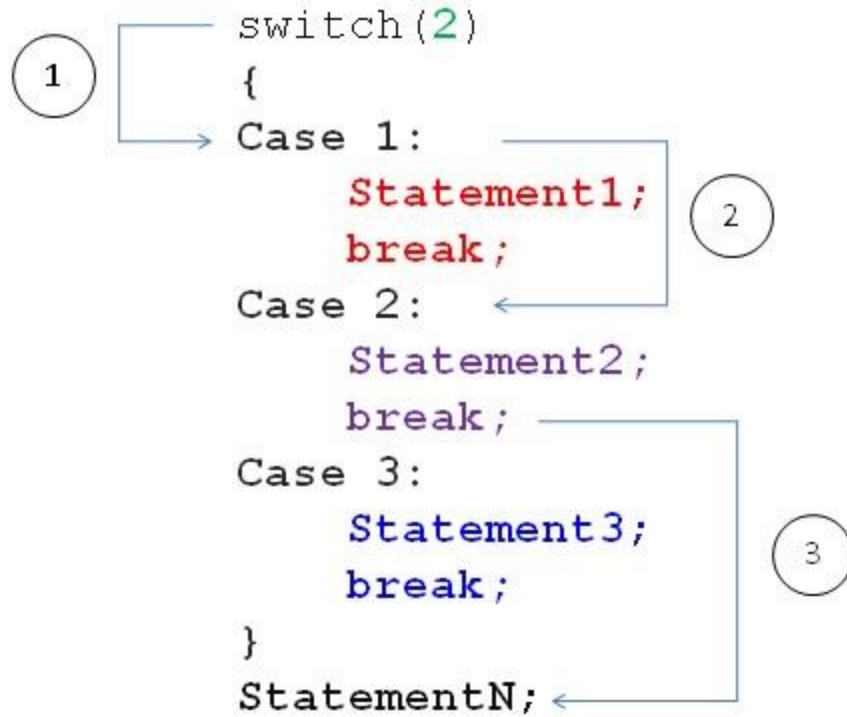 switch(2)
1
{
Case 1:
Statement1;
2
break;
Case 2:
Statement2;
break;
Case 3:
Statement3;
3
break;
}
StatementN;